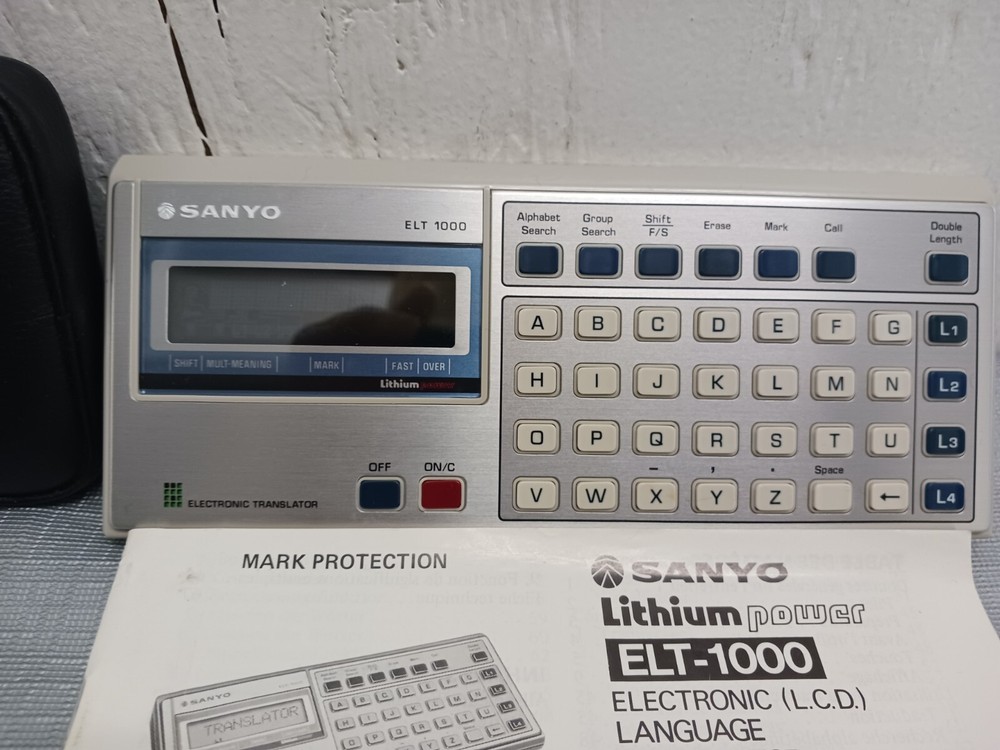 SANYO
ELT 1000
SHIFT MULT-MEANING MARK FAST OVER
Lithium power
OFF ON/C
ELECTRONIC TRANSLATOR
Alphabet Search
Group Search
Shift F/S
Erase
Mark
Call
Double Length
A B C D E F G L1
H I J K L M N L2
O P Q R S T U L3
- , . Space
V W X Y Z ← L4
MARK PROTECTION
SANYO
TRANSLATOR
SANYO
Lithium power
ELT-1000
ELECTRONIC (L.C.D.)
LANGUAGE